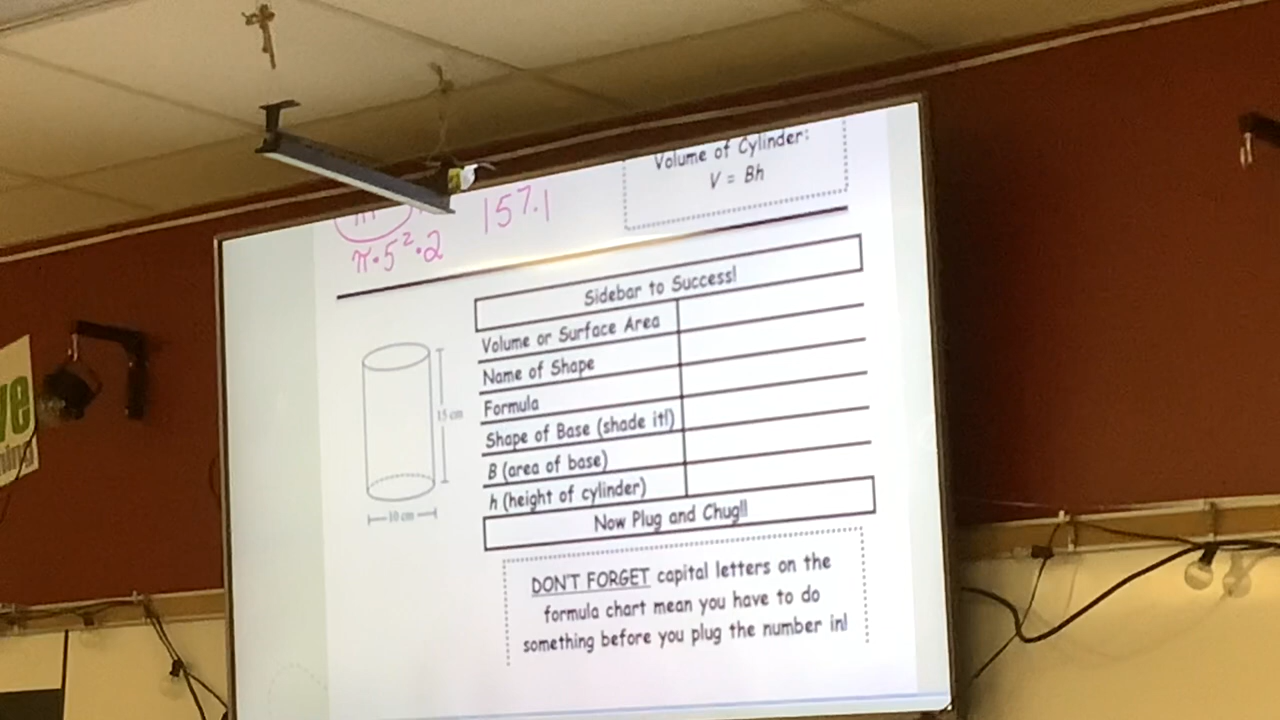 Volume of Cylinder:
V = Bh
157.1
π·5²·2
Sidebar to Success!
Volume or Surface Area
Name of Shape
Formula
Shape of Base (shade it!)
B (area of base)
h (height of cylinder)
Now Plug and Chug!!
15 cm
10 cm
DON'T FORGET capital letters on the
formula chart mean you have to do
something before you plug the number in!
ve